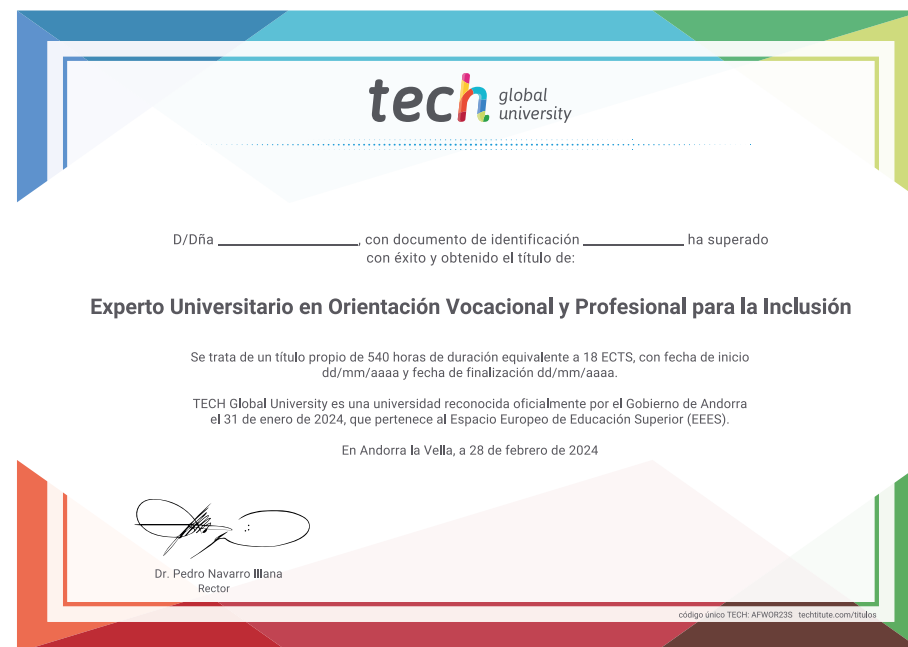 tech global
university
D/Dña ______________, con documento de identificación __________ ha superado
con éxito y obtenido el título de:
Experto Universitario en Orientación Vocacional y Profesional para la Inclusión
Se trata de un título propio de 540 horas de duración equivalente a 18 ECTS, con fecha de inicio
dd/mm/aaaa y fecha de finalización dd/mm/aaaa.
TECH Global University es una universidad reconocida oficialmente por el Gobierno de Andorra
el 31 de enero de 2024, que pertenece al Espacio Europeo de Educación Superior (EEES).
En Andorra la Vella, a 28 de febrero de 2024
Dr. Pedro Navarro Illana
Rector
código único TECH: AFWOR23S techtitute.com/titulos